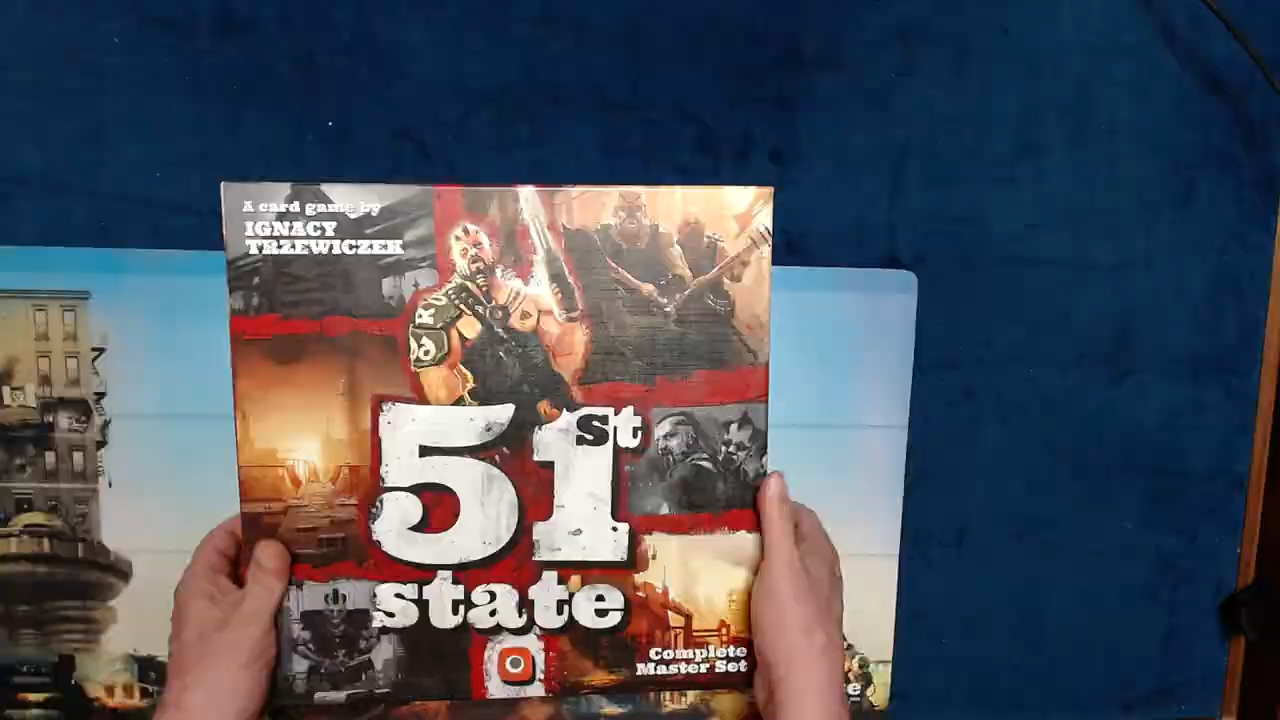 A card game by
IGNACY
TRZEWICZEK
51st
state
Complete
Master Set